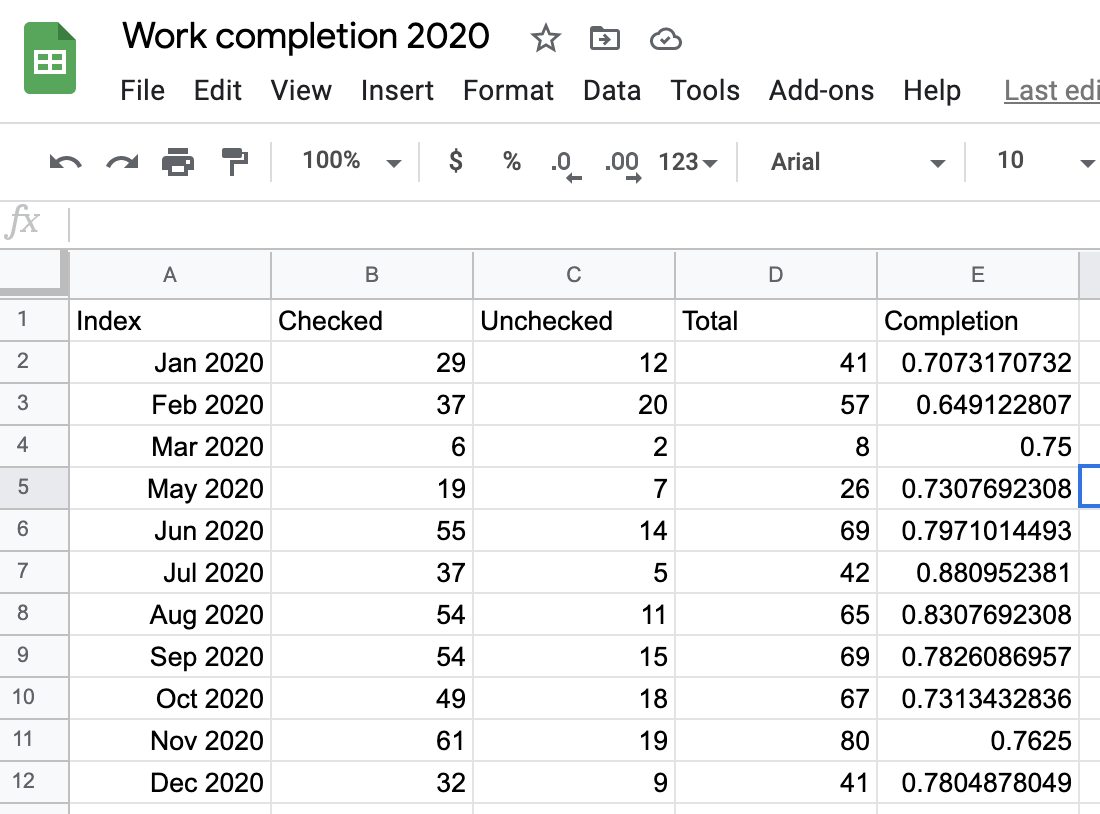 Work completion 2020
File Edit View Insert Format Data Tools Add-ons Help Last edi
100% $ % .0 .00 123 Arial 10
fx
A B C D E
1 Index Checked Unchecked Total Completion
2 Jan 2020 29 12 41 0.7073170732
3 Feb 2020 37 20 57 0.649122807
4 Mar 2020 6 2 8 0.75
5 May 2020 19 7 26 0.7307692308
6 Jun 2020 55 14 69 0.7971014493
7 Jul 2020 37 5 42 0.880952381
8 Aug 2020 54 11 65 0.8307692308
9 Sep 2020 54 15 69 0.7826086957
10 Oct 2020 49 18 67 0.7313432836
11 Nov 2020 61 19 80 0.7625
12 Dec 2020 32 9 41 0.7804878049